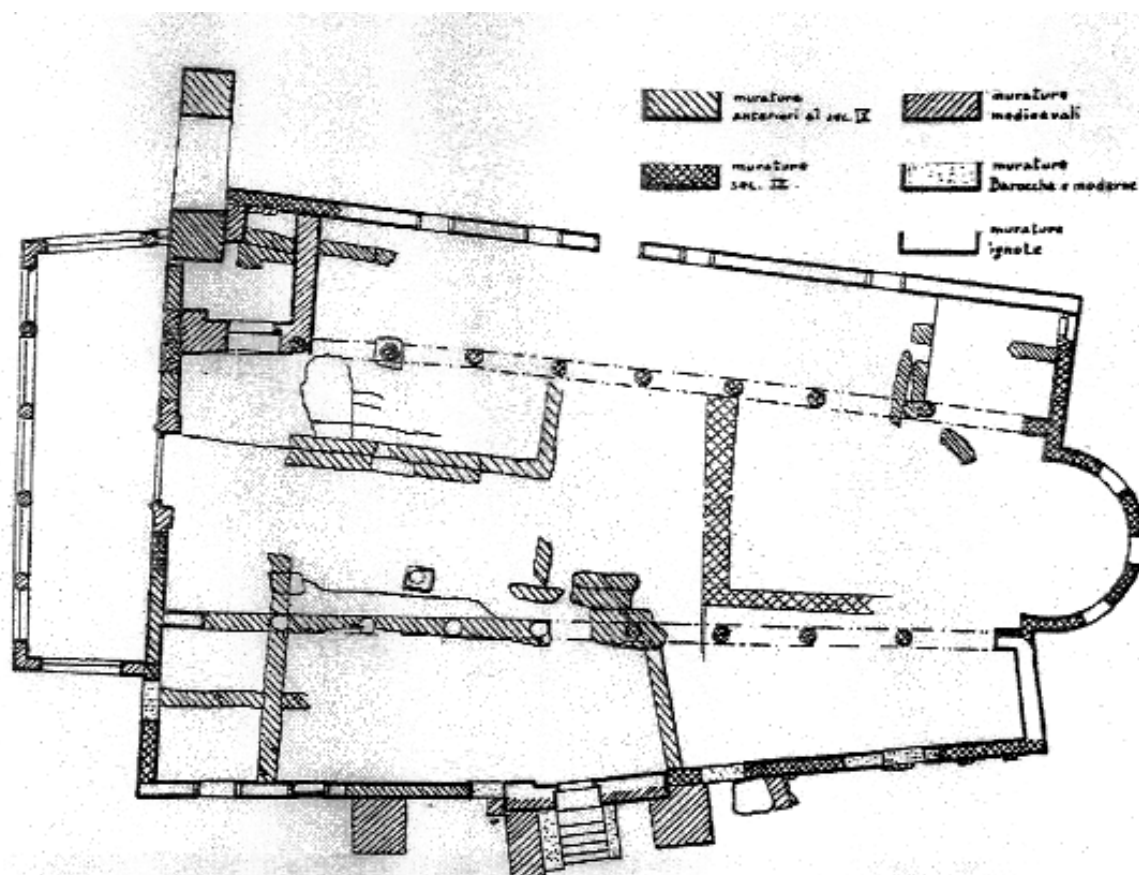 murature
anteriori al sec. IX
murature
sec. IX.
murature
medioevali
murature
Barocche e moderne
murature
ignote